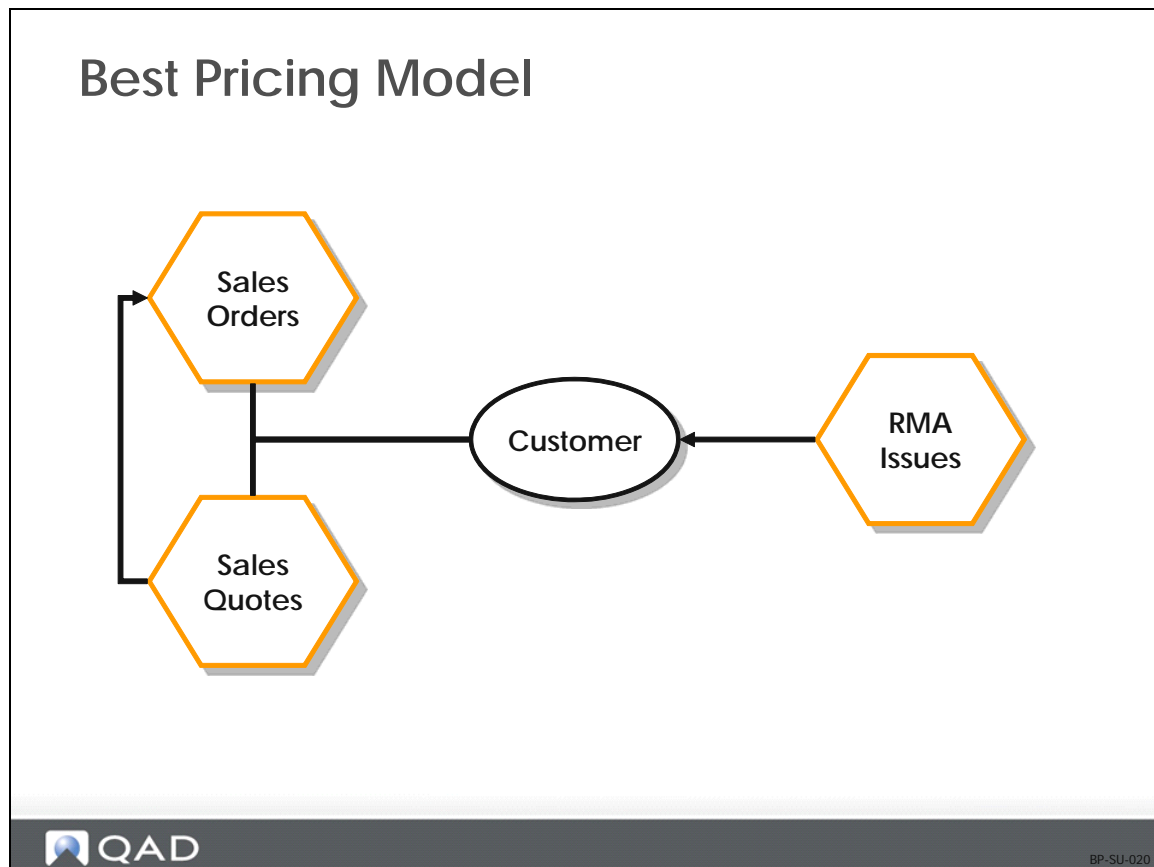 Best Pricing Model
Sales
Orders
Customer
RMA
Issues
Sales
Quotes
QAD
BP-SU-020